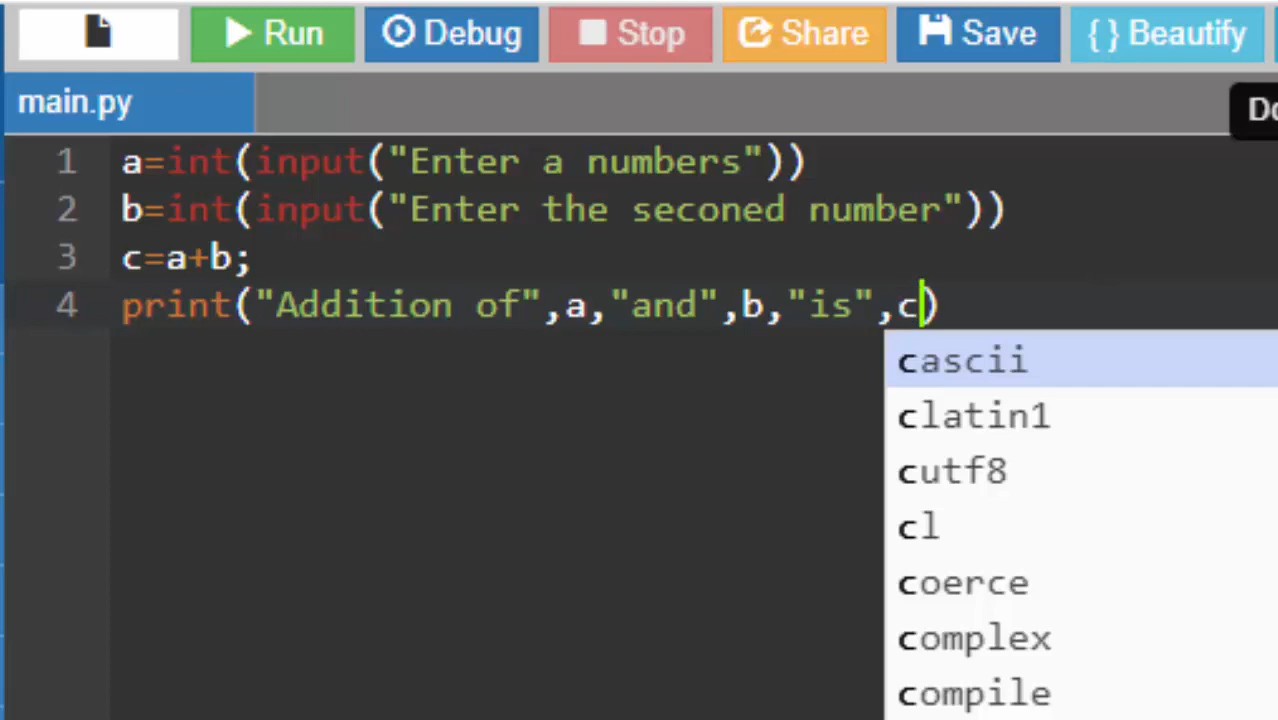 Run Debug Stop Share Save { } Beautify
main.py
Do
1 a=int(input("Enter a numbers"))
2 b=int(input("Enter the seconed number"))
3 c=a+b;
4 print("Addition of",a,"and",b,"is",c)
cascii
clatin1
cutf8
cl
coerce
complex
compile